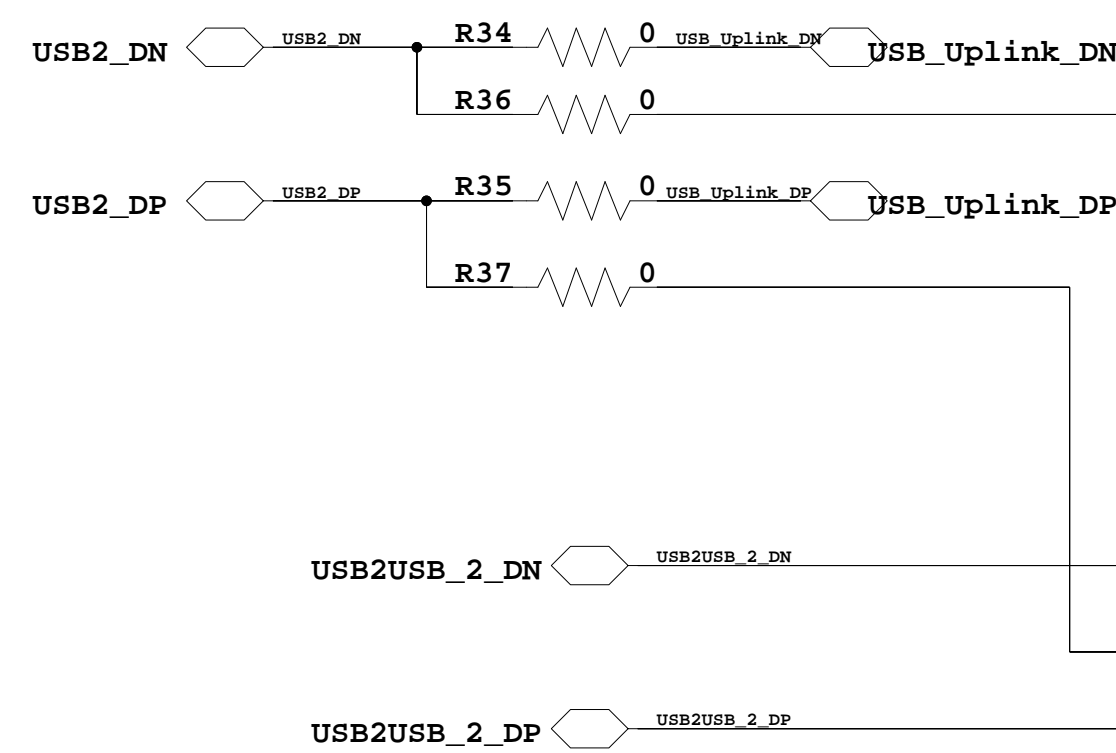 USB2_DN USB2_DN R34 0 USB_Uplink_DN USB_Uplink_DN
R36 0
USB2_DP USB2_DP R35 0 USB_Uplink_DP USB_Uplink_DP
R37 0
USB2USB_2_DN USB2USB_2_DN
USB2USB_2_DP USB2USB_2_DP